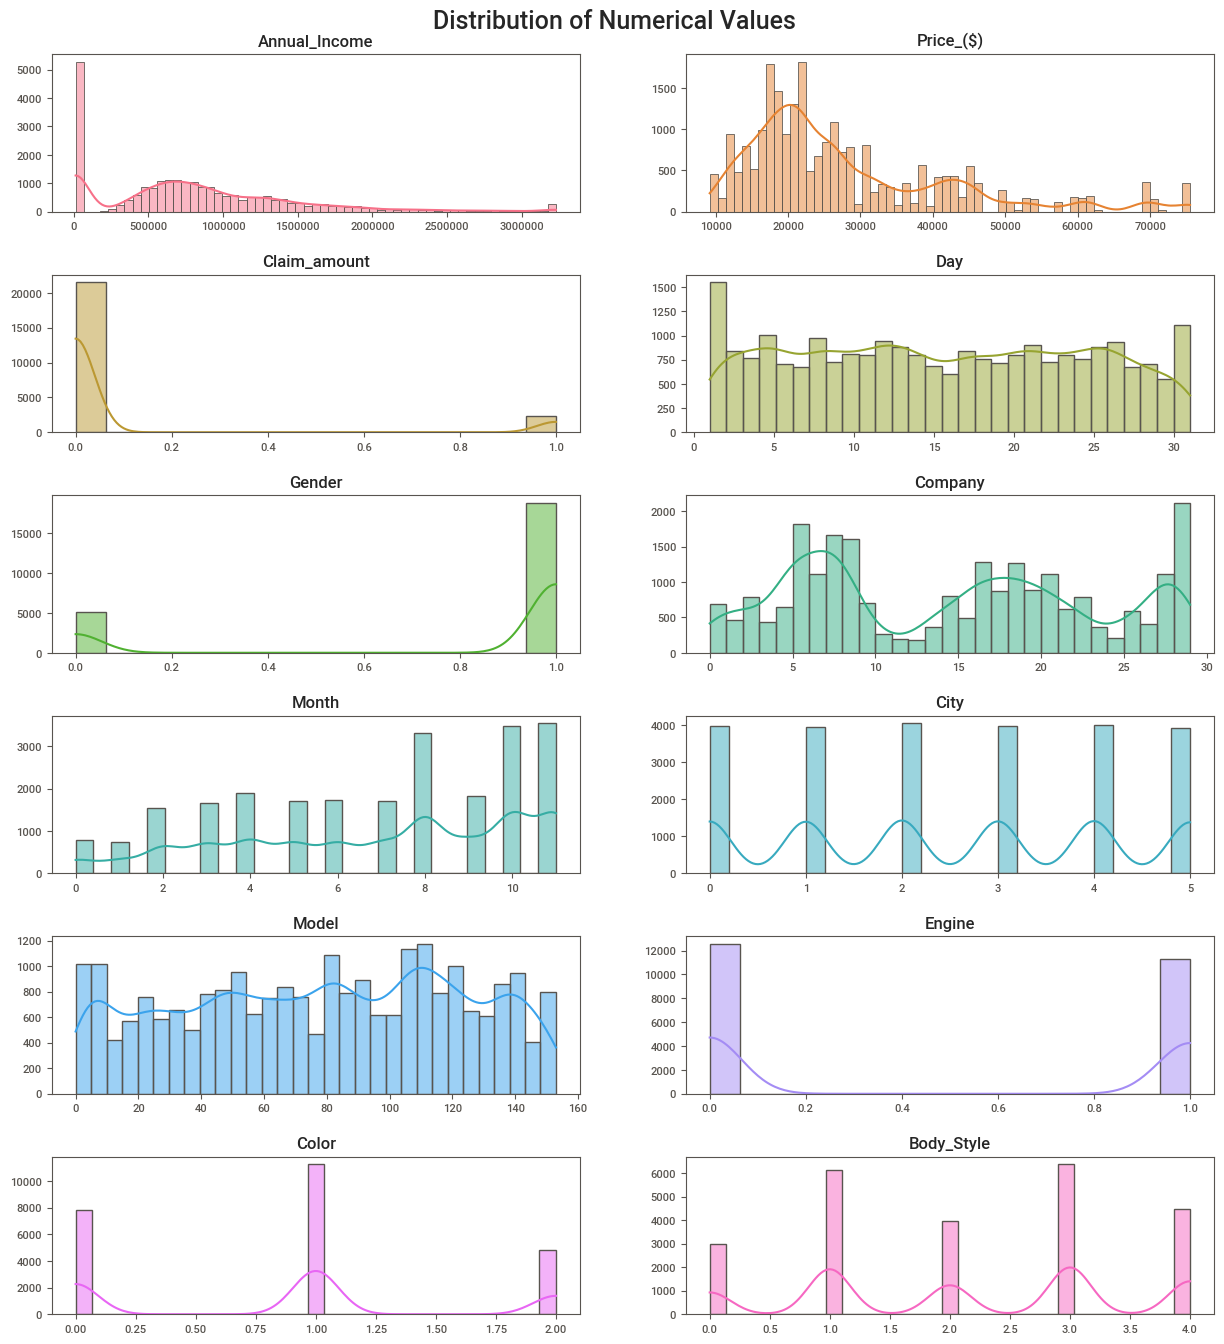 Distribution of Numerical Values
Annual_Income
5000
4000
3000
2000
1000
0
0 500000 1000000 1500000 2000000 2500000 3000000
Price_($)
1500
1000
500
0
10000 20000 30000 40000 50000 60000 70000
Claim_amount
20000
15000
10000
5000
0
0.0 0.2 0.4 0.6 0.8 1.0
Day
1500
1250
1000
750
500
250
0
0 5 10 15 20 25 30
Gender
15000
10000
5000
0
0.0 0.2 0.4 0.6 0.8 1.0
Company
2000
1500
1000
500
0
0 5 10 15 20 25 30
Month
3000
2000
1000
0
0 2 4 6 8 10
City
4000
3000
2000
1000
0
0 1 2 3 4 5
Model
1200
1000
800
600
400
200
0
0 20 40 60 80 100 120 140 160
Engine
12000
10000
8000
6000
4000
2000
0
0.0 0.2 0.4 0.6 0.8 1.0
Color
10000
8000
6000
4000
2000
0
0.00 0.25 0.50 0.75 1.00 1.25 1.50 1.75 2.00
Body_Style
6000
5000
4000
3000
2000
1000
0
0.0 0.5 1.0 1.5 2.0 2.5 3.0 3.5 4.0